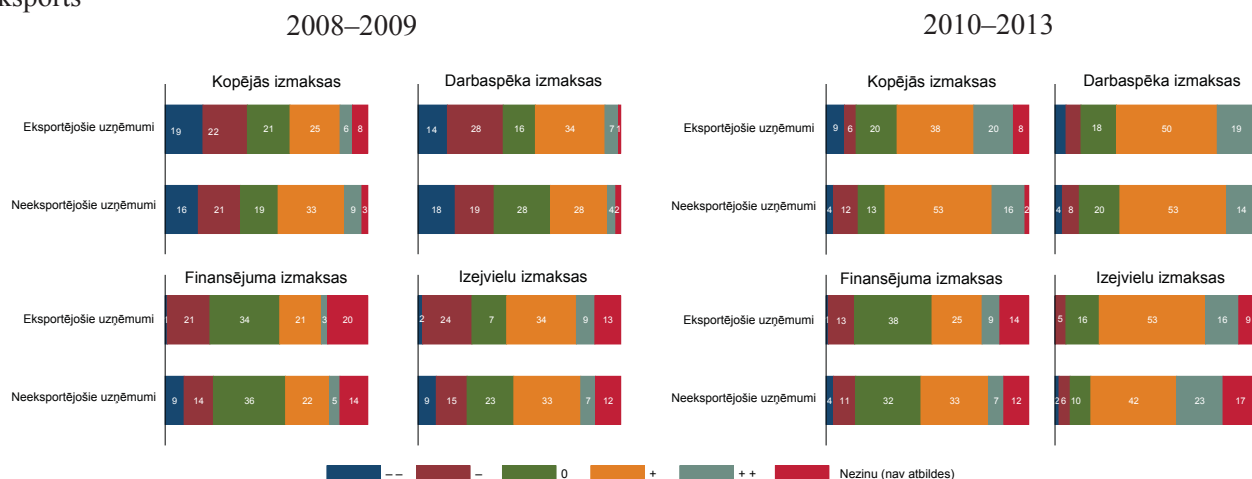 2008–2009
2010–2013
Kopējās izmaksas
Darbaspēka izmaksas
Kopējās izmaksas
Darbaspēka izmaksas
Eksportējošie uzņēmumi 19 22 21 25 6 8
14 28 16 34 7 1
Eksportējošie uzņēmumi 9 6 20 38 20 8
18 50 19
Neeksportējošie uzņēmumi 16 21 19 33 9 3
18 19 28 28 4 2
Neeksportējošie uzņēmumi 4 12 13 53 16 2
4 8 20 53 14
Finansējuma izmaksas
Izejvielu izmaksas
Finansējuma izmaksas
Izejvielu izmaksas
Eksportējošie uzņēmumi 1 21 34 21 3 20
2 24 7 34 9 13
Eksportējošie uzņēmumi 1 13 38 25 9 14
5 16 53 16 9
Neeksportējošie uzņēmumi 9 14 36 22 5 14
9 15 23 33 7 12
Neeksportējošie uzņēmumi 4 11 32 33 7 12
2 6 10 42 23 17
– – – 0 + + + Nezinu (nav atbildes)